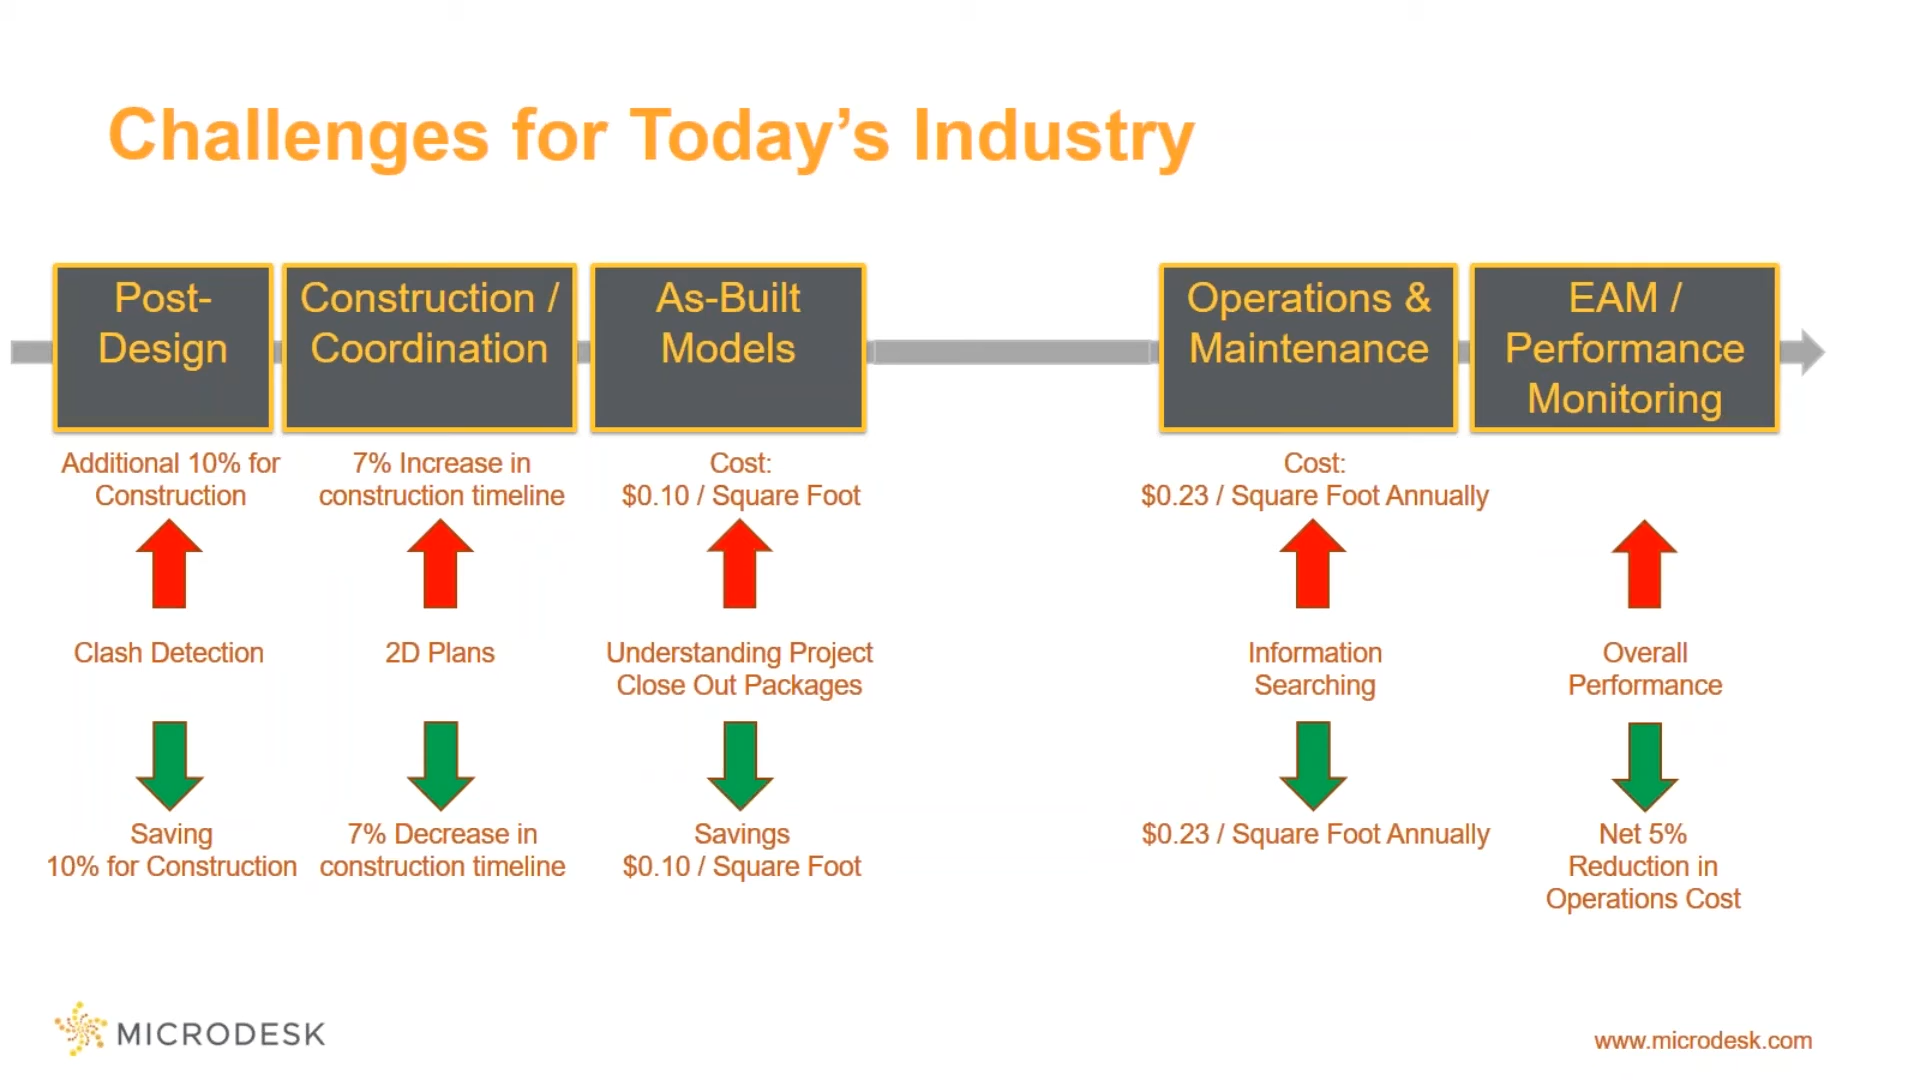 Challenges for Today’s Industry
Post-
Design
Construction /
Coordination
As-Built
Models
Operations &
Maintenance
EAM /
Performance
Monitoring
Additional 10% for
Construction
7% Increase in
construction timeline
Cost:
$0.10 / Square Foot
Cost:
$0.23 / Square Foot Annually
Clash Detection
2D Plans
Understanding Project
Close Out Packages
Information
Searching
Overall
Performance
Saving
10% for Construction
7% Decrease in
construction timeline
Savings
$0.10 / Square Foot
$0.23 / Square Foot Annually
Net 5%
Reduction in
Operations Cost
MICRODESK
www.microdesk.com